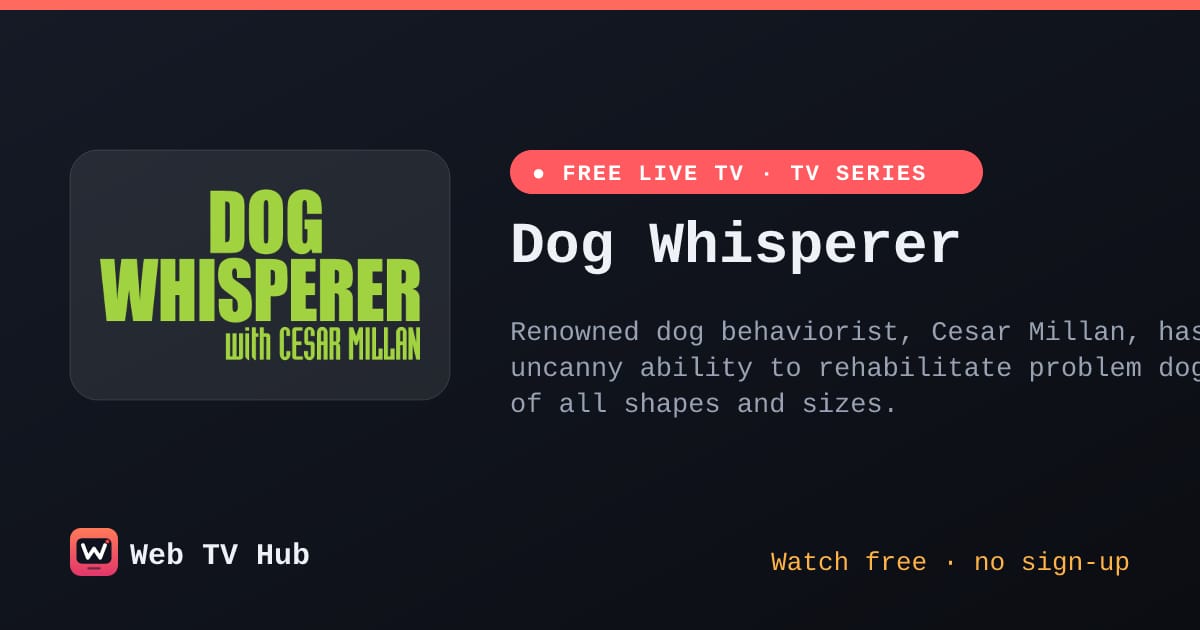 DOG
WHISPERER
with CESAR MILLAN
● FREE LIVE TV · TV SERIES
Dog Whisperer
Renowned dog behaviorist, Cesar Millan, has
uncanny ability to rehabilitate problem dog
of all shapes and sizes.
W
Web TV Hub
Watch free · no sign-up